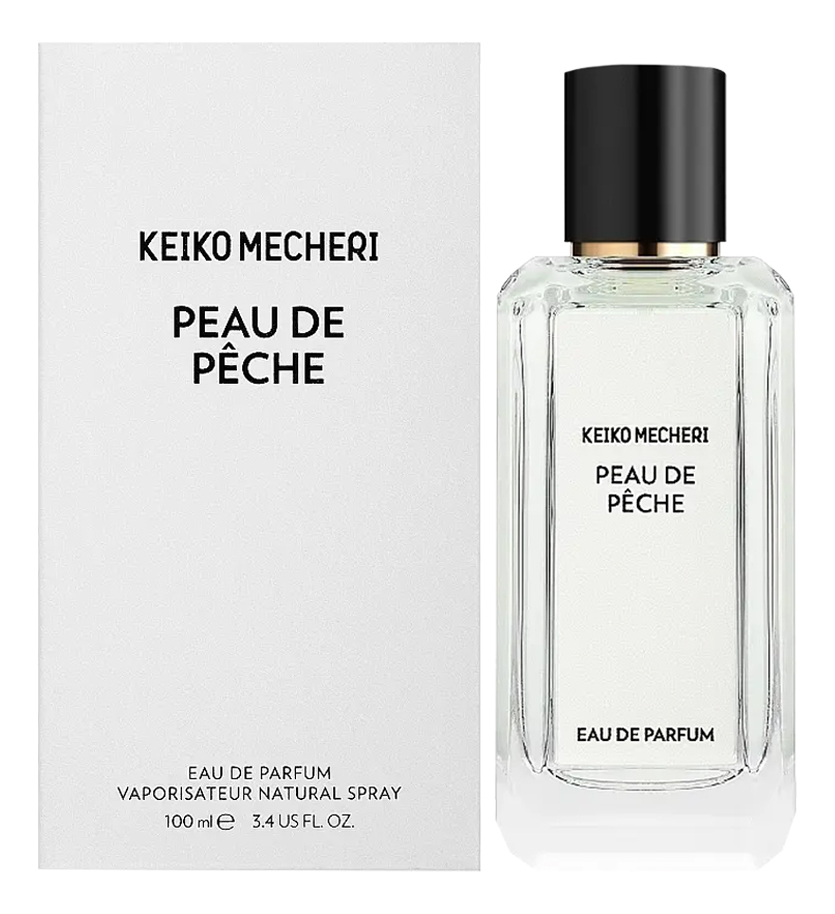 KEIKO MECHERI
PEAU DE
PÊCHE
EAU DE PARFUM
VAPORISATEUR NATURAL SPRAY
100 ml ℮ 3.4 US FL. OZ.
KEIKO MECHERI
PEAU DE
PÊCHE
EAU DE PARFUM